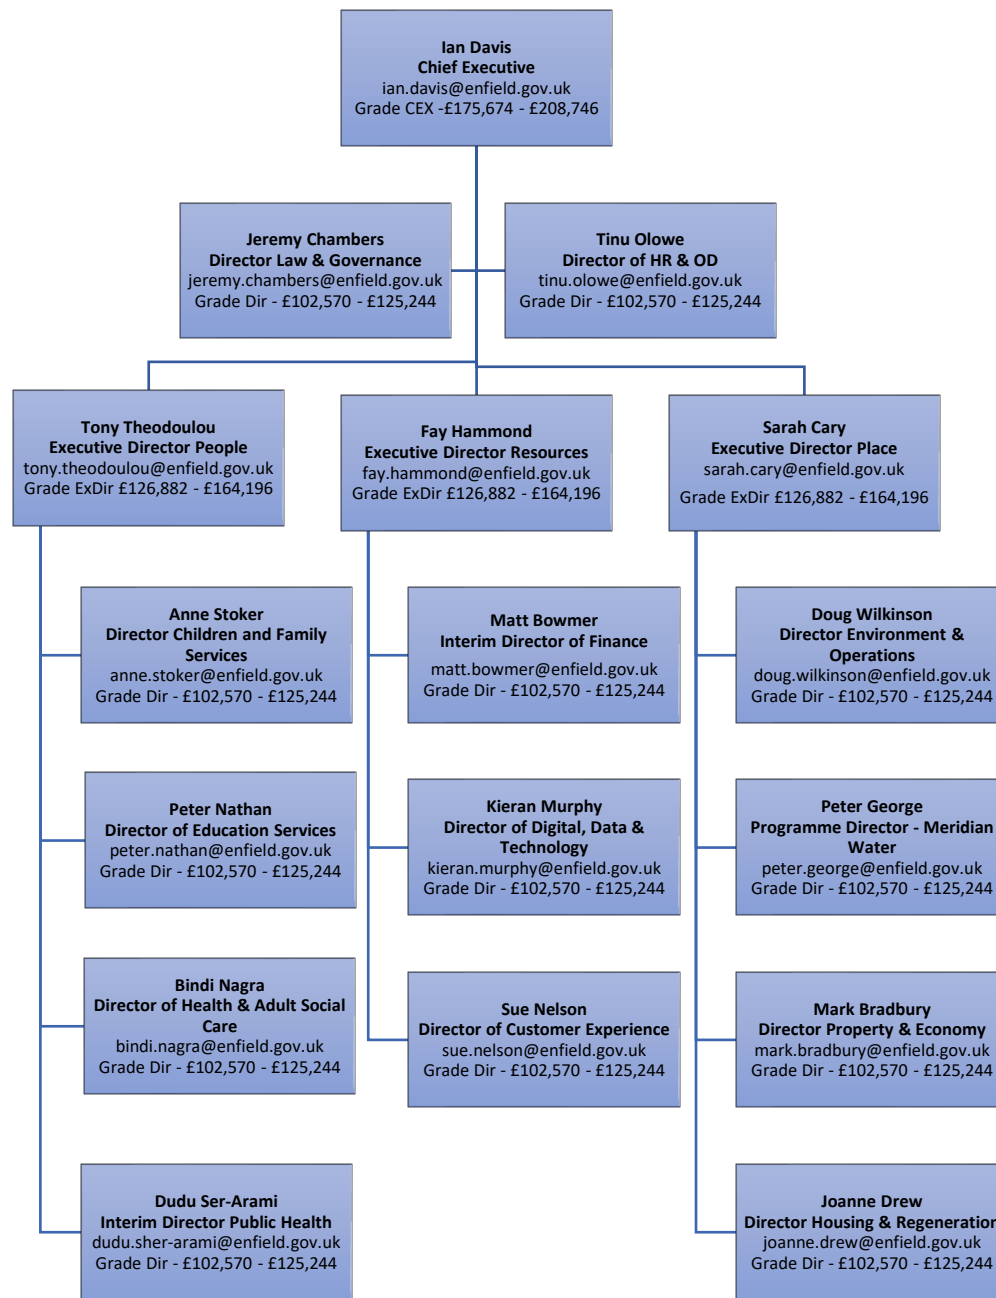 Ian Davis
Chief Executive
ian.davis@enfield.gov.uk
Grade CEX -£175,674 - £208,746
Jeremy Chambers
Director Law & Governance
jeremy.chambers@enfield.gov.uk
Grade Dir - £102,570 - £125,244
Tinu Olowe
Director of HR & OD
tinu.olowe@enfield.gov.uk
Grade Dir - £102,570 - £125,244
Tony Theodoulou
Executive Director People
tony.theodoulou@enfield.gov.uk
Grade ExDir £126,882 - £164,196
Fay Hammond
Executive Director Resources
fay.hammond@enfield.gov.uk
Grade ExDir £126,882 - £164,196
Sarah Cary
Executive Director Place
sarah.cary@enfield.gov.uk
Grade ExDir £126,882 - £164,196
Anne Stoker
Director Children and Family
Services
anne.stoker@enfield.gov.uk
Grade Dir - £102,570 - £125,244
Matt Bowmer
Interim Director of Finance
matt.bowmer@enfield.gov.uk
Grade Dir - £102,570 - £125,244
Doug Wilkinson
Director Environment &
Operations
doug.wilkinson@enfield.gov.uk
Grade Dir - £102,570 - £125,244
Peter Nathan
Director of Education Services
peter.nathan@enfield.gov.uk
Grade Dir - £102,570 - £125,244
Kieran Murphy
Director of Digital, Data &
Technology
kieran.murphy@enfield.gov.uk
Grade Dir - £102,570 - £125,244
Peter George
Programme Director - Meridian
Water
peter.george@enfield.gov.uk
Grade Dir - £102,570 - £125,244
Bindi Nagra
Director of Health & Adult Social
Care
bindi.nagra@enfield.gov.uk
Grade Dir - £102,570 - £125,244
Sue Nelson
Director of Customer Experience
sue.nelson@enfield.gov.uk
Grade Dir - £102,570 - £125,244
Mark Bradbury
Director Property & Economy
mark.bradbury@enfield.gov.uk
Grade Dir - £102,570 - £125,244
Dudu Ser-Arami
Interim Director Public Health
dudu.sher-arami@enfield.gov.uk
Grade Dir - £102,570 - £125,244
Joanne Drew
Director Housing & Regeneration
joanne.drew@enfield.gov.uk
Grade Dir - £102,570 - £125,244